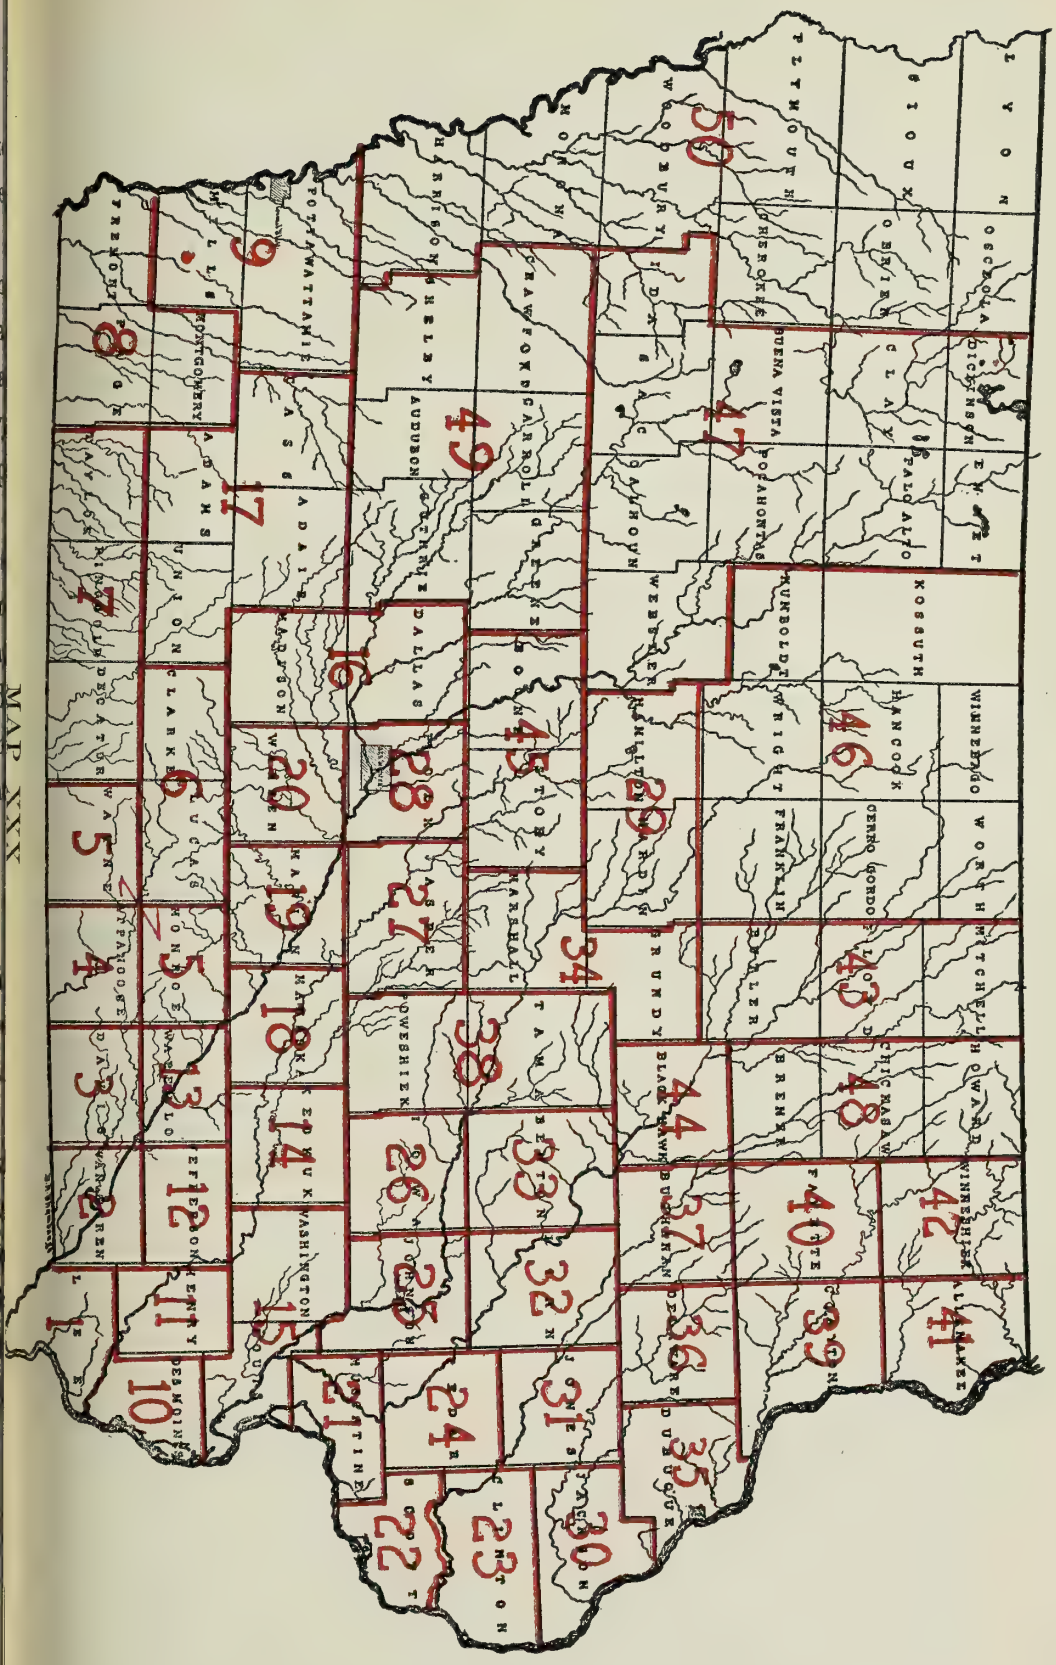 LYON
OSCEOLA
DICKINSON
EMMET
KOSSUTH
WINNEBAGO
WORTH
MITCHELL
HOWARD
WINNESHIEK
ALLAMAKEE
SIOUX
OBRIEN
CLAY
PALO ALTO
HANCOCK
CERRO GORDO
FLOYD
CHICKASAW
PLYMOUTH
CHEROKEE
BUENA VISTA
POCAHONTAS
HUMBOLDT
WRIGHT
FRANKLIN
BUTLER
BREMER
FAYETTE
CLAYTON
WOODBURY
IDA
SAC
CALHOUN
WEBSTER
HAMILTON
HARDIN
GRUNDY
BLACK HAWK
BUCHANAN
DELAWARE
DUBUQUE
MONONA
CRAWFORD
CARROLL
GREENE
BOONE
STORY
MARSHALL
TAMA
BENTON
LINN
JONES
JACKSON
HARRISON
SHELBY
AUDUBON
GUTHRIE
DALLAS
POLK
JASPER
POWESHIEK
IOWA
JOHNSON
CEDAR
CLINTON
SCOTT
POTTAWATTAMIE
CASS
ADAIR
MADISON
WARREN
MARION
MAHASKA
KEOKUK
WASHINGTON
LOUISA
MUSCATINE
MILLS
MONTGOMERY
ADAMS
UNION
CLARKE
LUCAS
MONROE
WAPELLO
JEFFERSON
HENRY
DES MOINES
FREMONT
PAGE
TAYLOR
RINGGOLD
DECATUR
WAYNE
APPANOOSE
DAVIS
VAN BUREN
LEE
50
47
46
43
48
42
41
40
39
49
45
29
34
44
37
36
35
38
33
32
31
30
9
17
16
28
27
26
25
24
23
22
20
19
18
14
15
21
8
7
6
5
5
4
3
13
2
12
11
10
1
MAP XXX